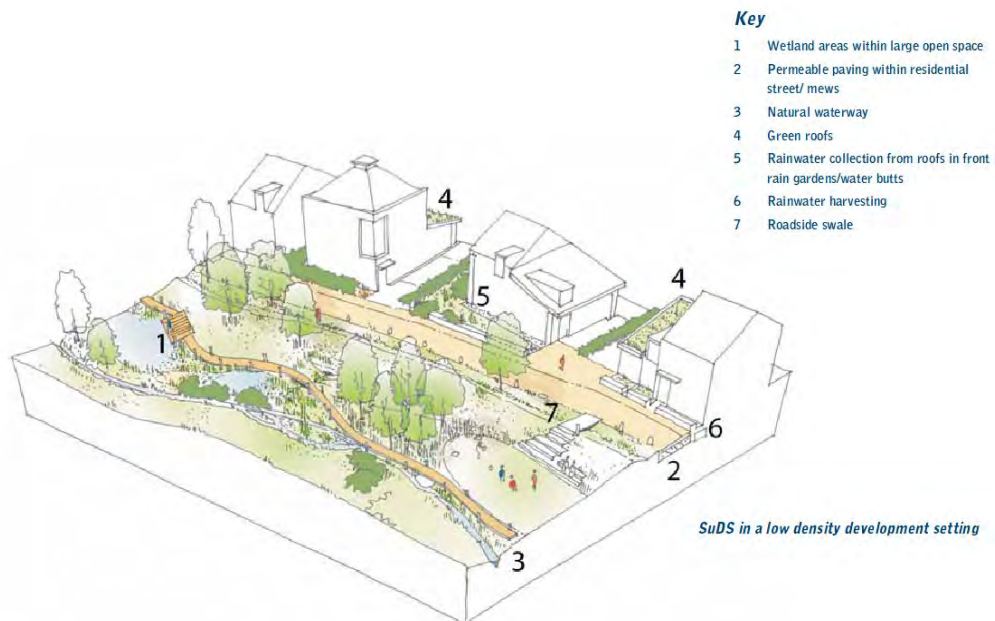 Key
1 Wetland areas within large open space
2 Permeable paving within residential
street/ mews
3 Natural waterway
4 Green roofs
5 Rainwater collection from roofs in front
rain gardens/water butts
6 Rainwater harvesting
7 Roadside swale
4
4
5
1
7
6
2
SuDS in a low density development setting
3